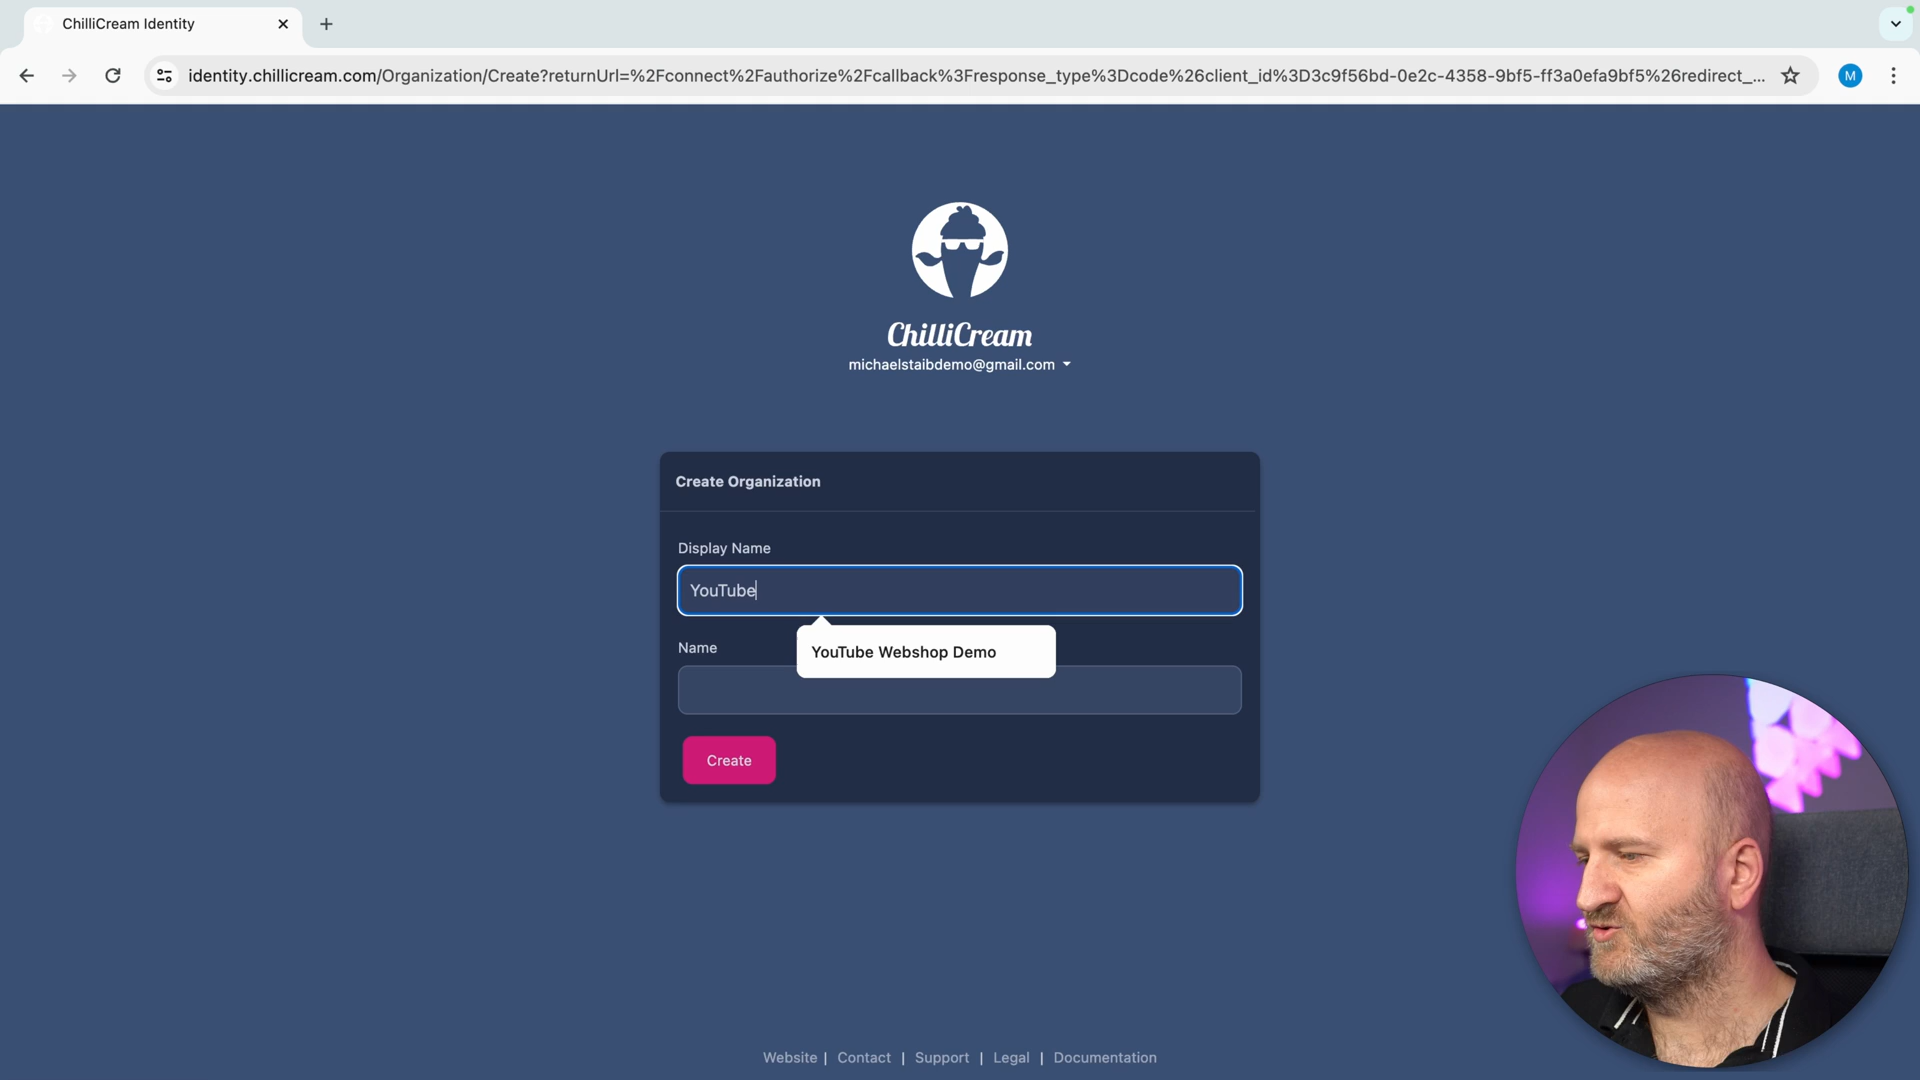 ChilliCream Identity
identity.chillicream.com/Organization/Create?returnUrl=%2Fconnect%2Fauthorize%2Fcallback%3Fresponse_type%3Dcode%26client_id%3D3c9f56bd-0e2c-4358-9bf5-ff3a0efa9bf5%26redirect_...
M
ChilliCream
michaelstaibdemo@gmail.com
Create Organization
Display Name
YouTube
YouTube Webshop Demo
Name
Create
Website | Contact | Support | Legal | Documentation